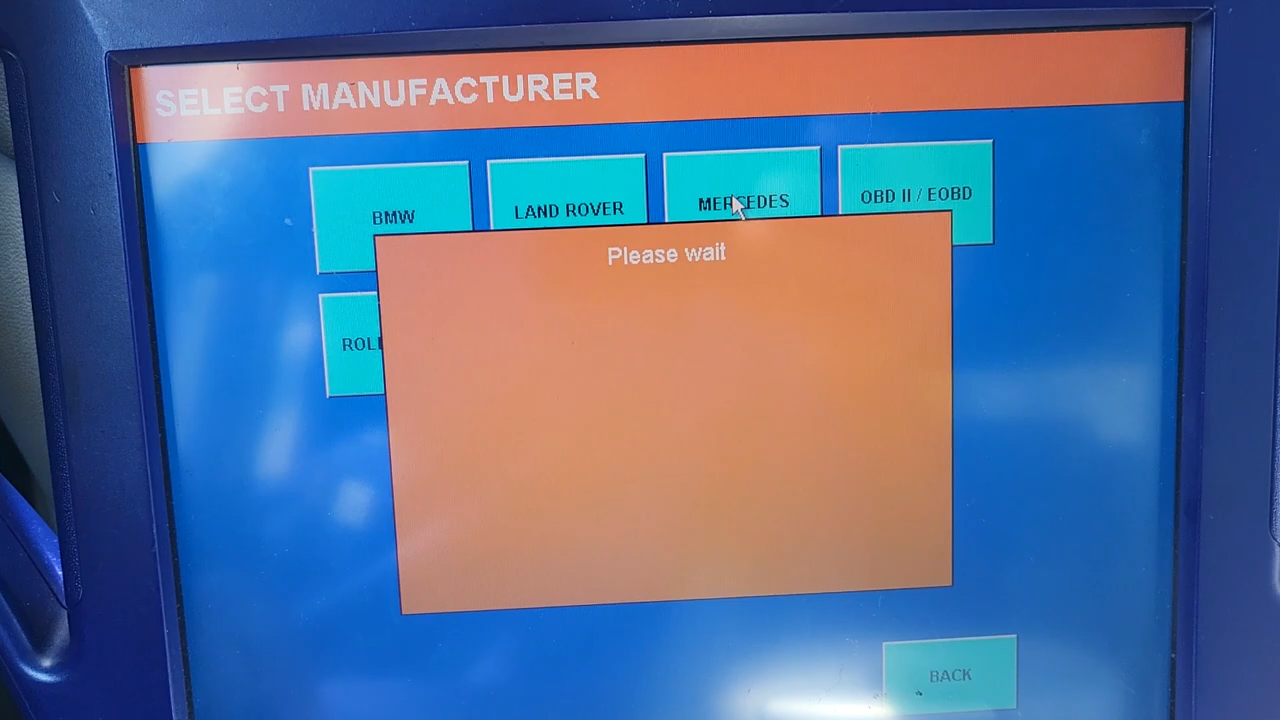 SELECT MANUFACTURER
BMW
LAND ROVER
MERCEDES
OBD II / EOBD
Please wait
BACK